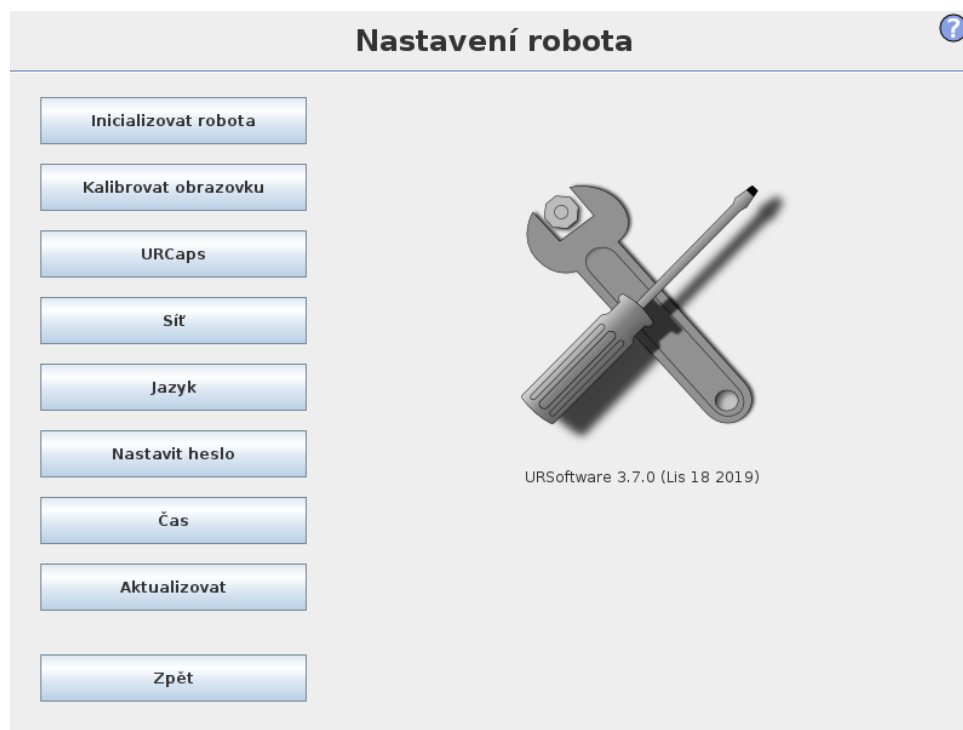 Nastavení robota
?
Inicializovat robota
Kalibrovat obrazovku
URCaps
Síť
Jazyk
Nastavit heslo
Čas
Aktualizovat
Zpět
URSoftware 3.7.0 (Lis 18 2019)